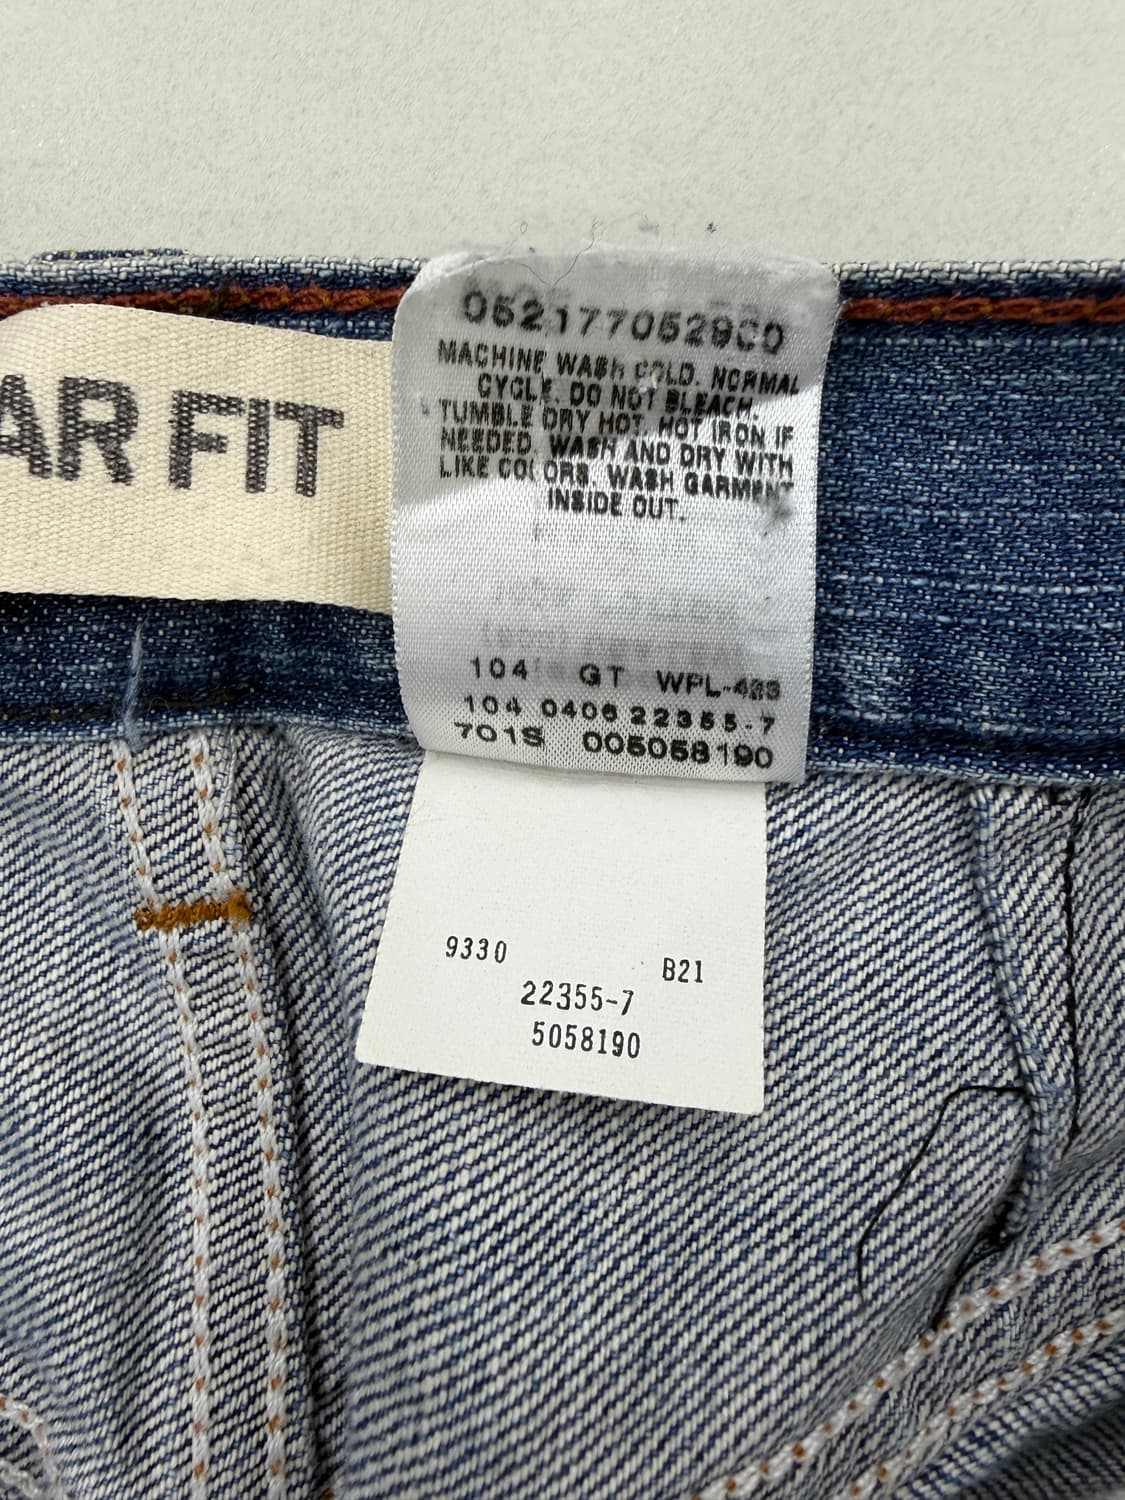 AR FIT
MACHINE WASH COLD. NORMAL
CYCLE. DO NOT BLEACH.
TUMBLE DRY HOT. HOT IRON IF
NEEDED. WASH AND DRY WITH
LIKE COLORS. WASH GARMENT
INSIDE OUT.
104 GT WPL-423
104 0406 22355-7
701S 005058190
9330 B21
22355-7
5058190